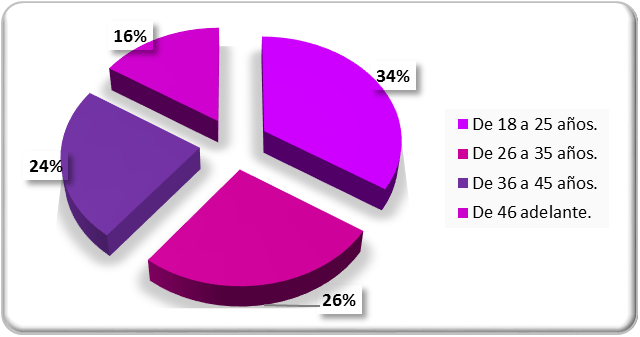 16%
34%
24%
26%
De 18 a 25 años.
De 26 a 35 años.
De 36 a 45 años.
De 46 adelante.